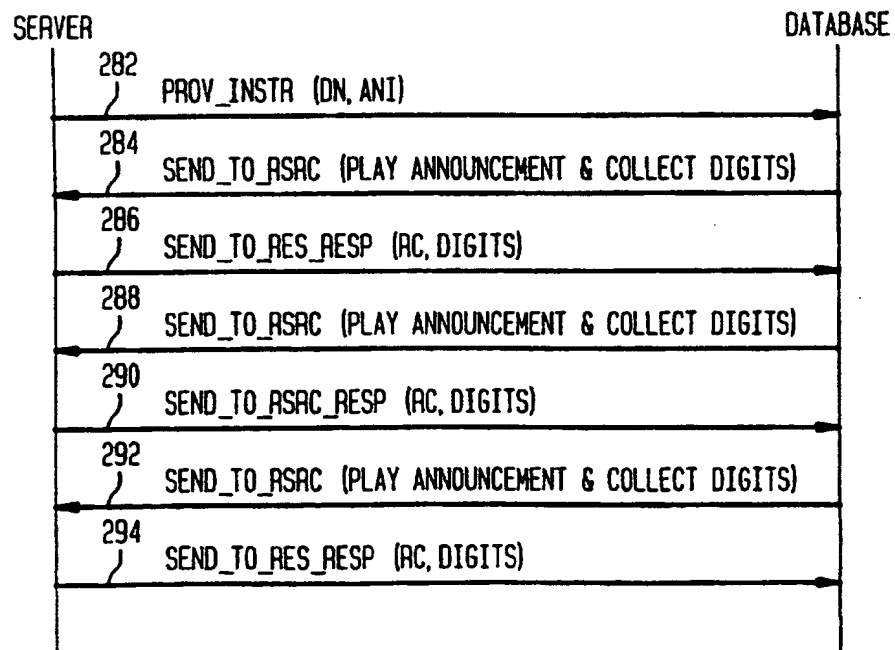 SERVER DATABASE
282
PROV_INSTR (DN, ANI)
284
SEND_TO_RSRC (PLAY ANNOUNCEMENT & COLLECT DIGITS)
286
SEND_TO_RES_RESP (RC, DIGITS)
288
SEND_TO_RSRC (PLAY ANNOUNCEMENT & COLLECT DIGITS)
290
SEND_TO_RSRC_RESP (RC, DIGITS)
292
SEND_TO_RSRC (PLAY ANNOUNCEMENT & COLLECT DIGITS)
294
SEND_TO_RES_RESP (RC, DIGITS)